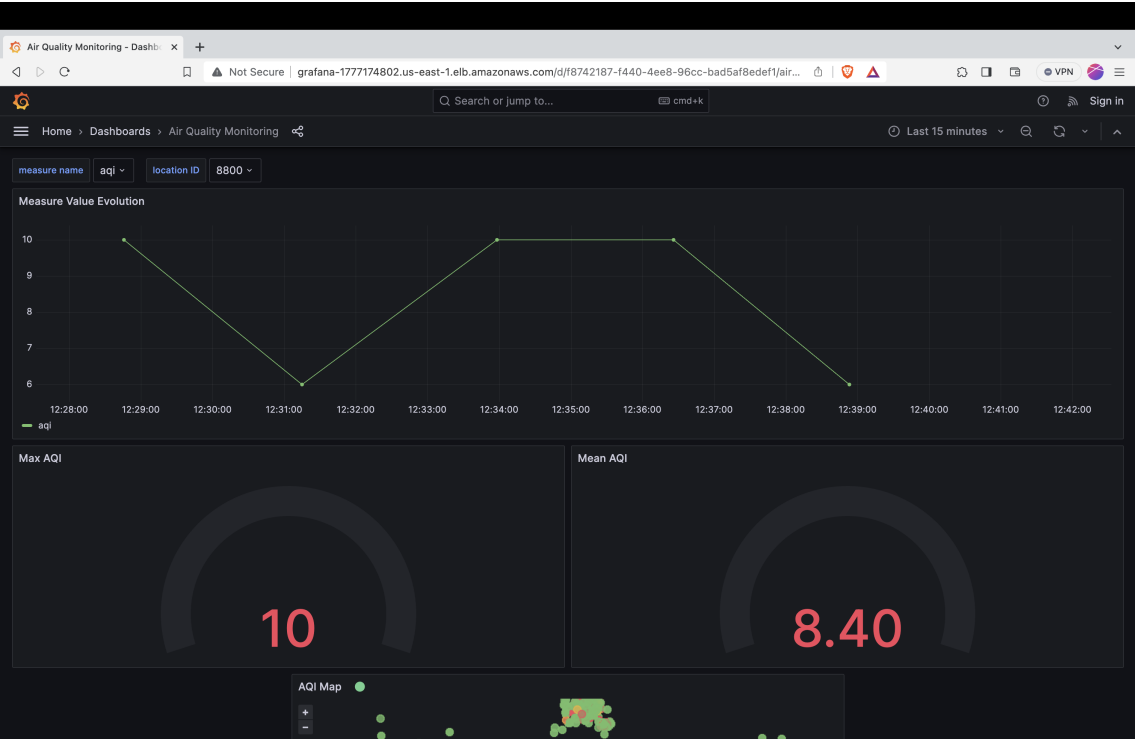 Air Quality Monitoring - Dashb
Not Secure | grafana-1777174802.us-east-1.elb.amazonaws.com/d/f8742187-f440-4ee8-96cc-bad5af8edef1/air...
VPN
Search or jump to...
cmd+k
Sign in
Home › Dashboards › Air Quality Monitoring
Last 15 minutes
measure name
aqi
location ID
8800
Measure Value Evolution
10
9
8
7
6
12:28:00 12:29:00 12:30:00 12:31:00 12:32:00 12:33:00 12:34:00 12:35:00 12:36:00 12:37:00 12:38:00 12:39:00 12:40:00 12:41:00 12:42:00
aqi
Max AQI
10
Mean AQI
8.40
AQI Map
+
−